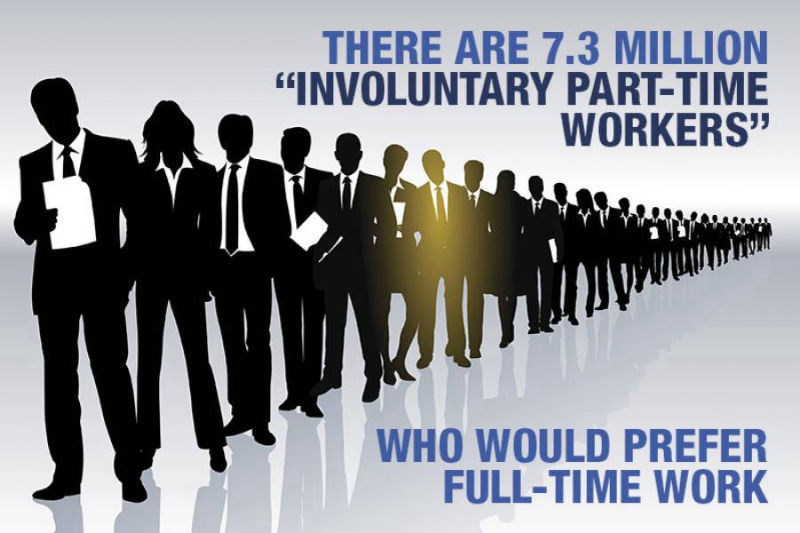 THERE ARE 7.3 MILLION
“INVOLUNTARY PART-TIME
WORKERS”
WHO WOULD PREFER
FULL-TIME WORK